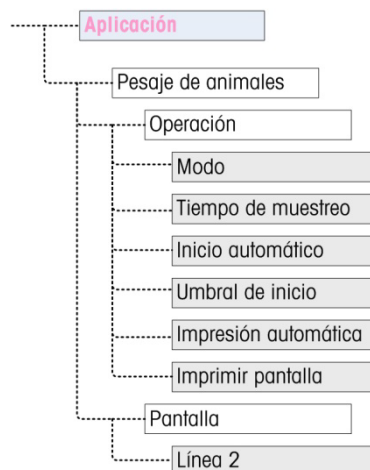 Aplicación
Pesaje de animales
Operación
Modo
Tiempo de muestreo
Inicio automático
Umbral de inicio
Impresión automática
Imprimir pantalla
Pantalla
Línea 2